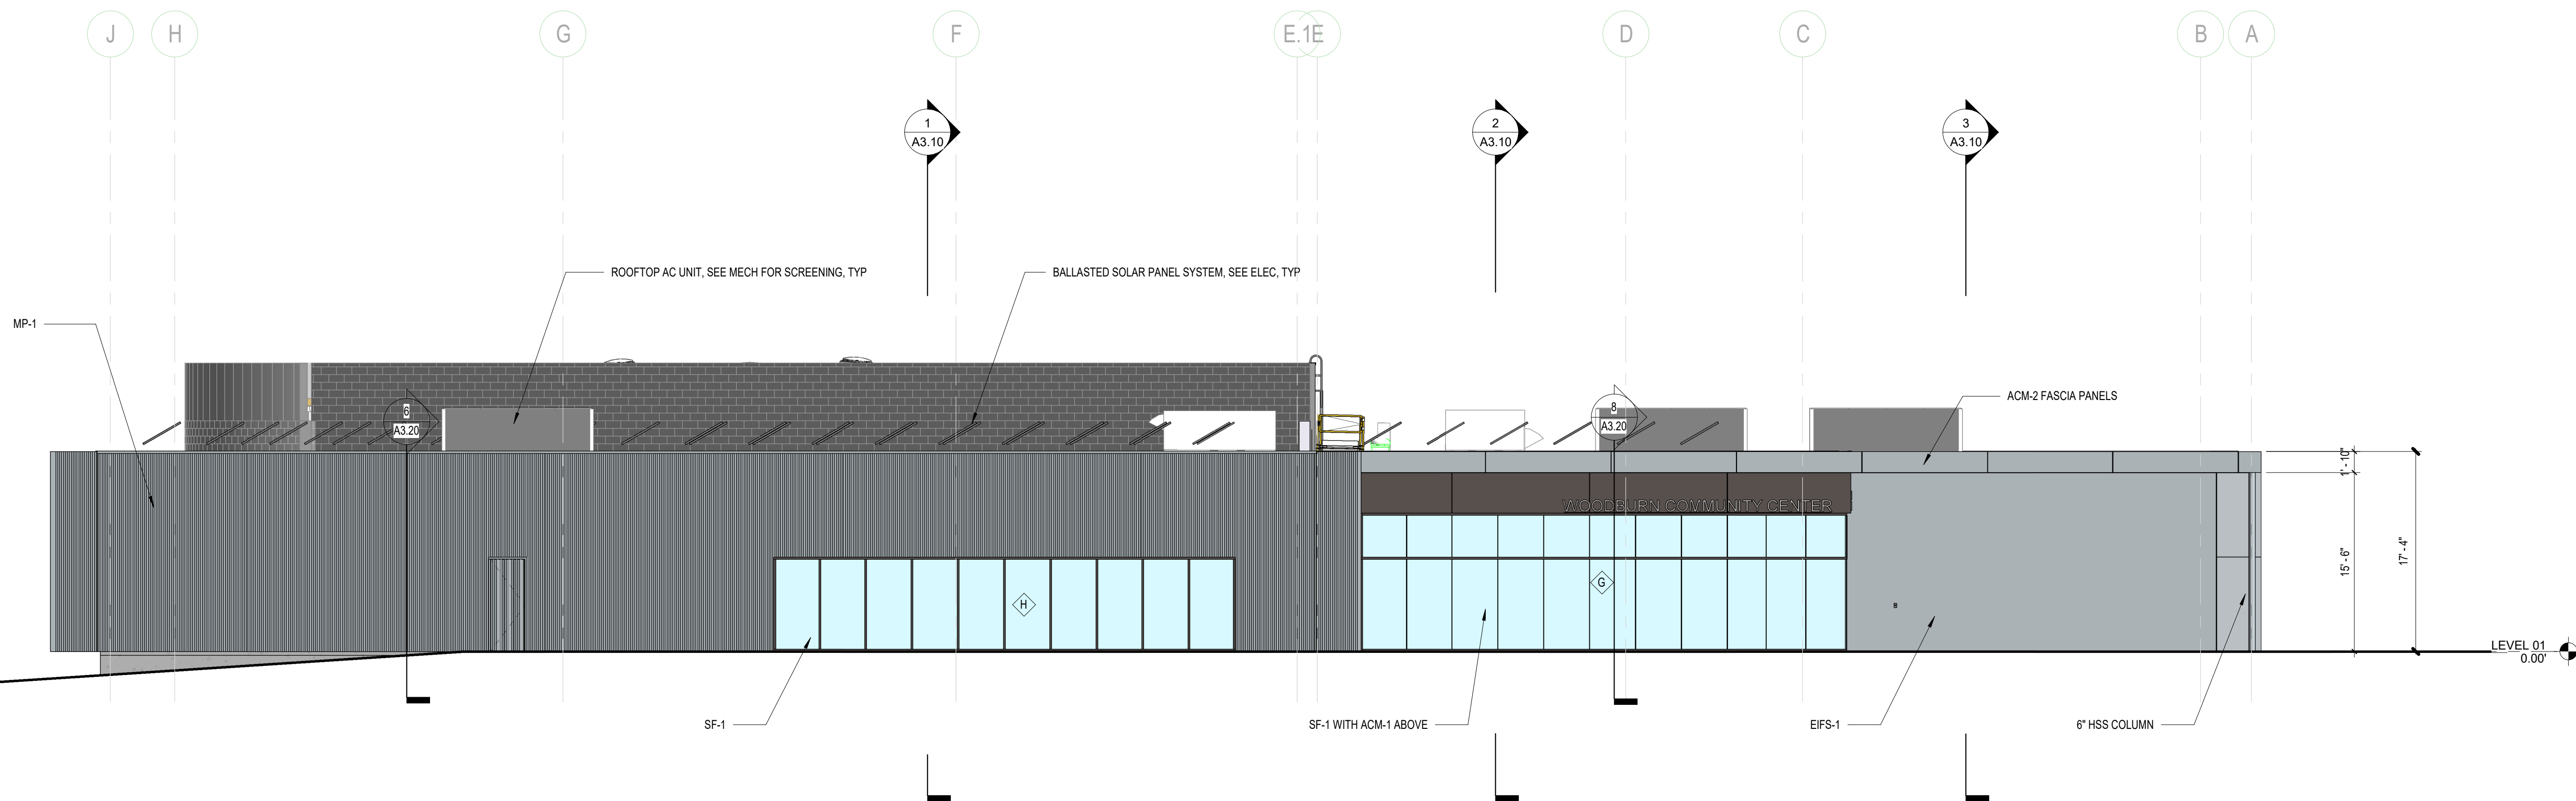 J
H
G
F
E.1
E
D
C
B
A
1
A3.10
2
A3.10
3
A3.10
ROOFTOP AC UNIT, SEE MECH FOR SCREENING, TYP
BALLASTED SOLAR PANEL SYSTEM, SEE ELEC, TYP
MP-1
ACM-2 FASCIA PANELS
6
A3.20
8
A3.20
1' - 10"
WOODBURN COMMUNITY CENTER
15' - 6"
17' - 4"
H
G
LEVEL 01
0.00'
SF-1
SF-1 WITH ACM-1 ABOVE
EIFS-1
6" HSS COLUMN